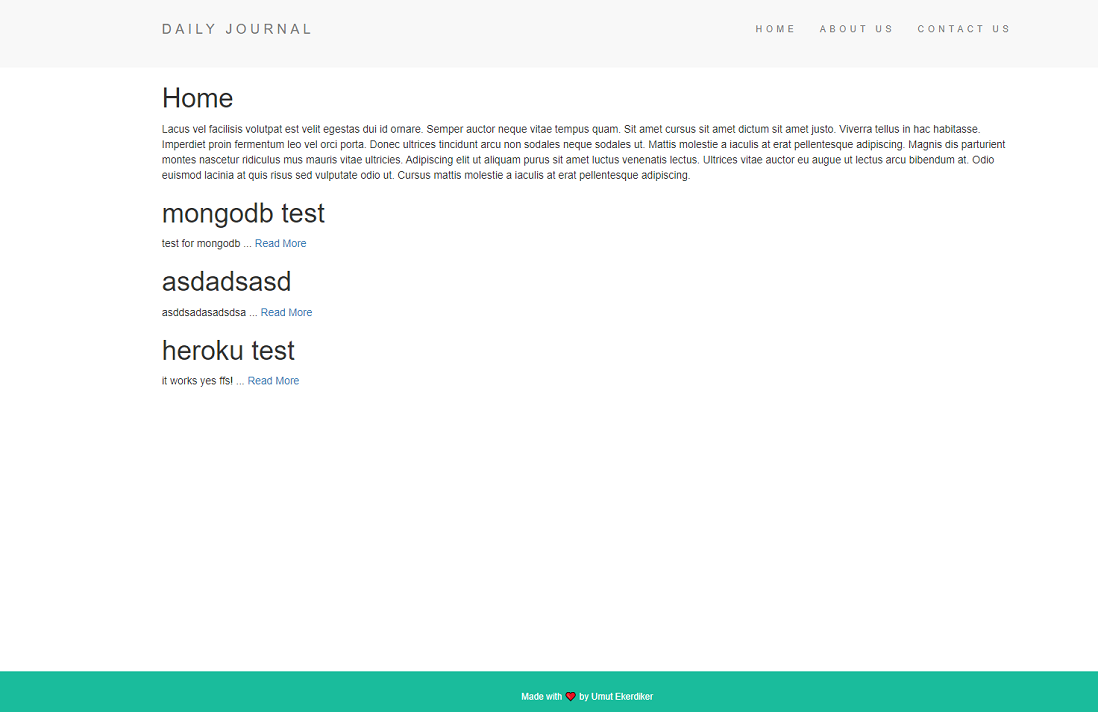 DAILY JOURNAL
HOME ABOUT US CONTACT US
Home
Lacus vel facilisis volutpat est velit egestas dui id ornare. Semper auctor neque vitae tempus quam. Sit amet cursus sit amet dictum sit amet justo. Viverra tellus in hac habitasse.
Imperdiet proin fermentum leo vel orci porta. Donec ultrices tincidunt arcu non sodales neque sodales ut. Mattis molestie a iaculis at erat pellentesque adipiscing. Magnis dis parturient
montes nascetur ridiculus mus mauris vitae ultricies. Adipiscing elit ut aliquam purus sit amet luctus venenatis lectus. Ultrices vitae auctor eu augue ut lectus arcu bibendum at. Odio
euismod lacinia at quis risus sed vulputate odio ut. Cursus mattis molestie a iaculis at erat pellentesque adipiscing.
mongodb test
test for mongodb ... Read More
asdadsasd
asddsadasadsdsa ... Read More
heroku test
it works yes ffs! ... Read More
Made with ❤ by Umut Ekerdiker